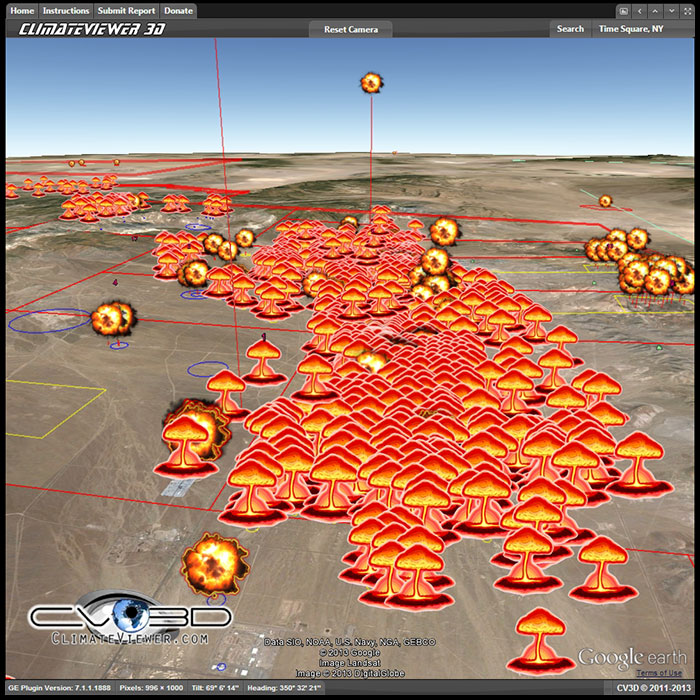 Home Instructions Submit Report Donate
CLIMATEVIEWER 3D
Reset Camera
Search Time Square, NY
4
1
CV3D
CLIMATEVIEWER.COM
Data SIO, NOAA, U.S. Navy, NGA, GEBCO
© 2013 Google
Image Landsat
Image © 2013 DigitalGlobe
Google earth
Terms of Use
GE Plugin Version: 7.1.1.1888 Pixels: 996 × 1000 Tilt: 69° 6' 14" Heading: 350° 32' 21" CV3D © 2011-2013